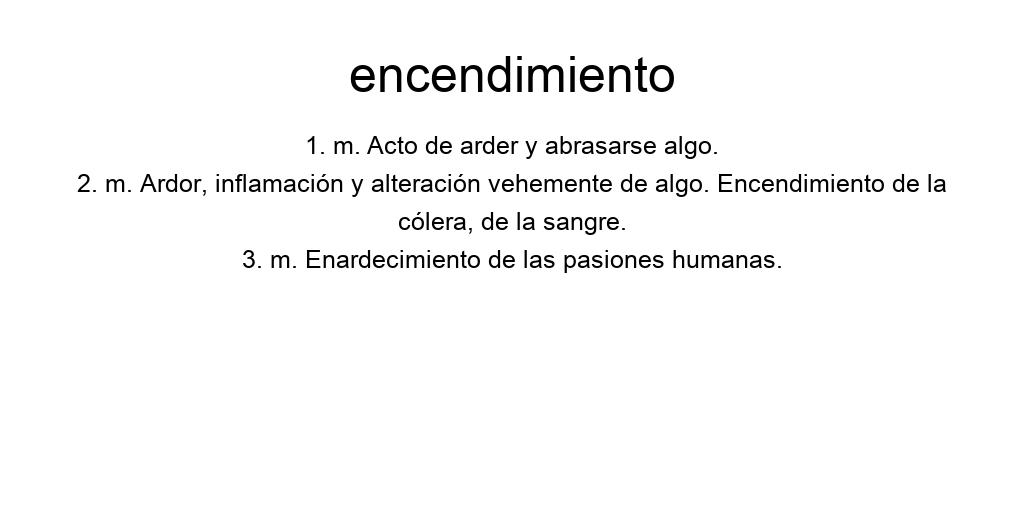 encendimiento
1. m. Acto de arder y abrasarse algo.
2. m. Ardor, inflamación y alteración vehemente de algo. Encendimiento de la
cólera, de la sangre.
3. m. Enardecimiento de las pasiones humanas.